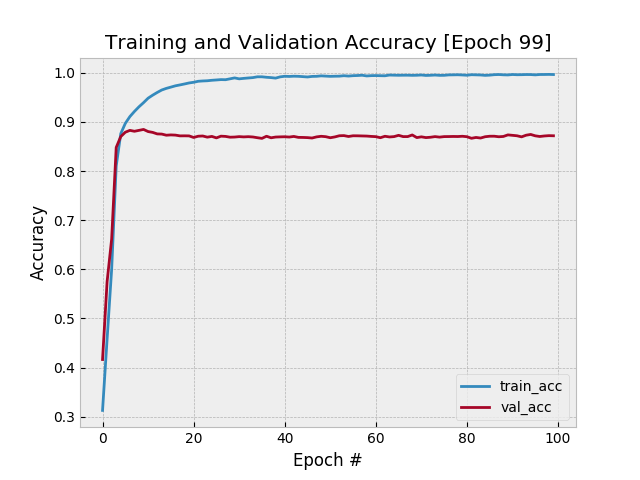 Training and Validation Accuracy [Epoch 99]
1.0
0.9
0.8
0.7
0.6
0.5
0.4
0.3
Accuracy
0 20 40 60 80 100
Epoch #
train_acc
val_acc